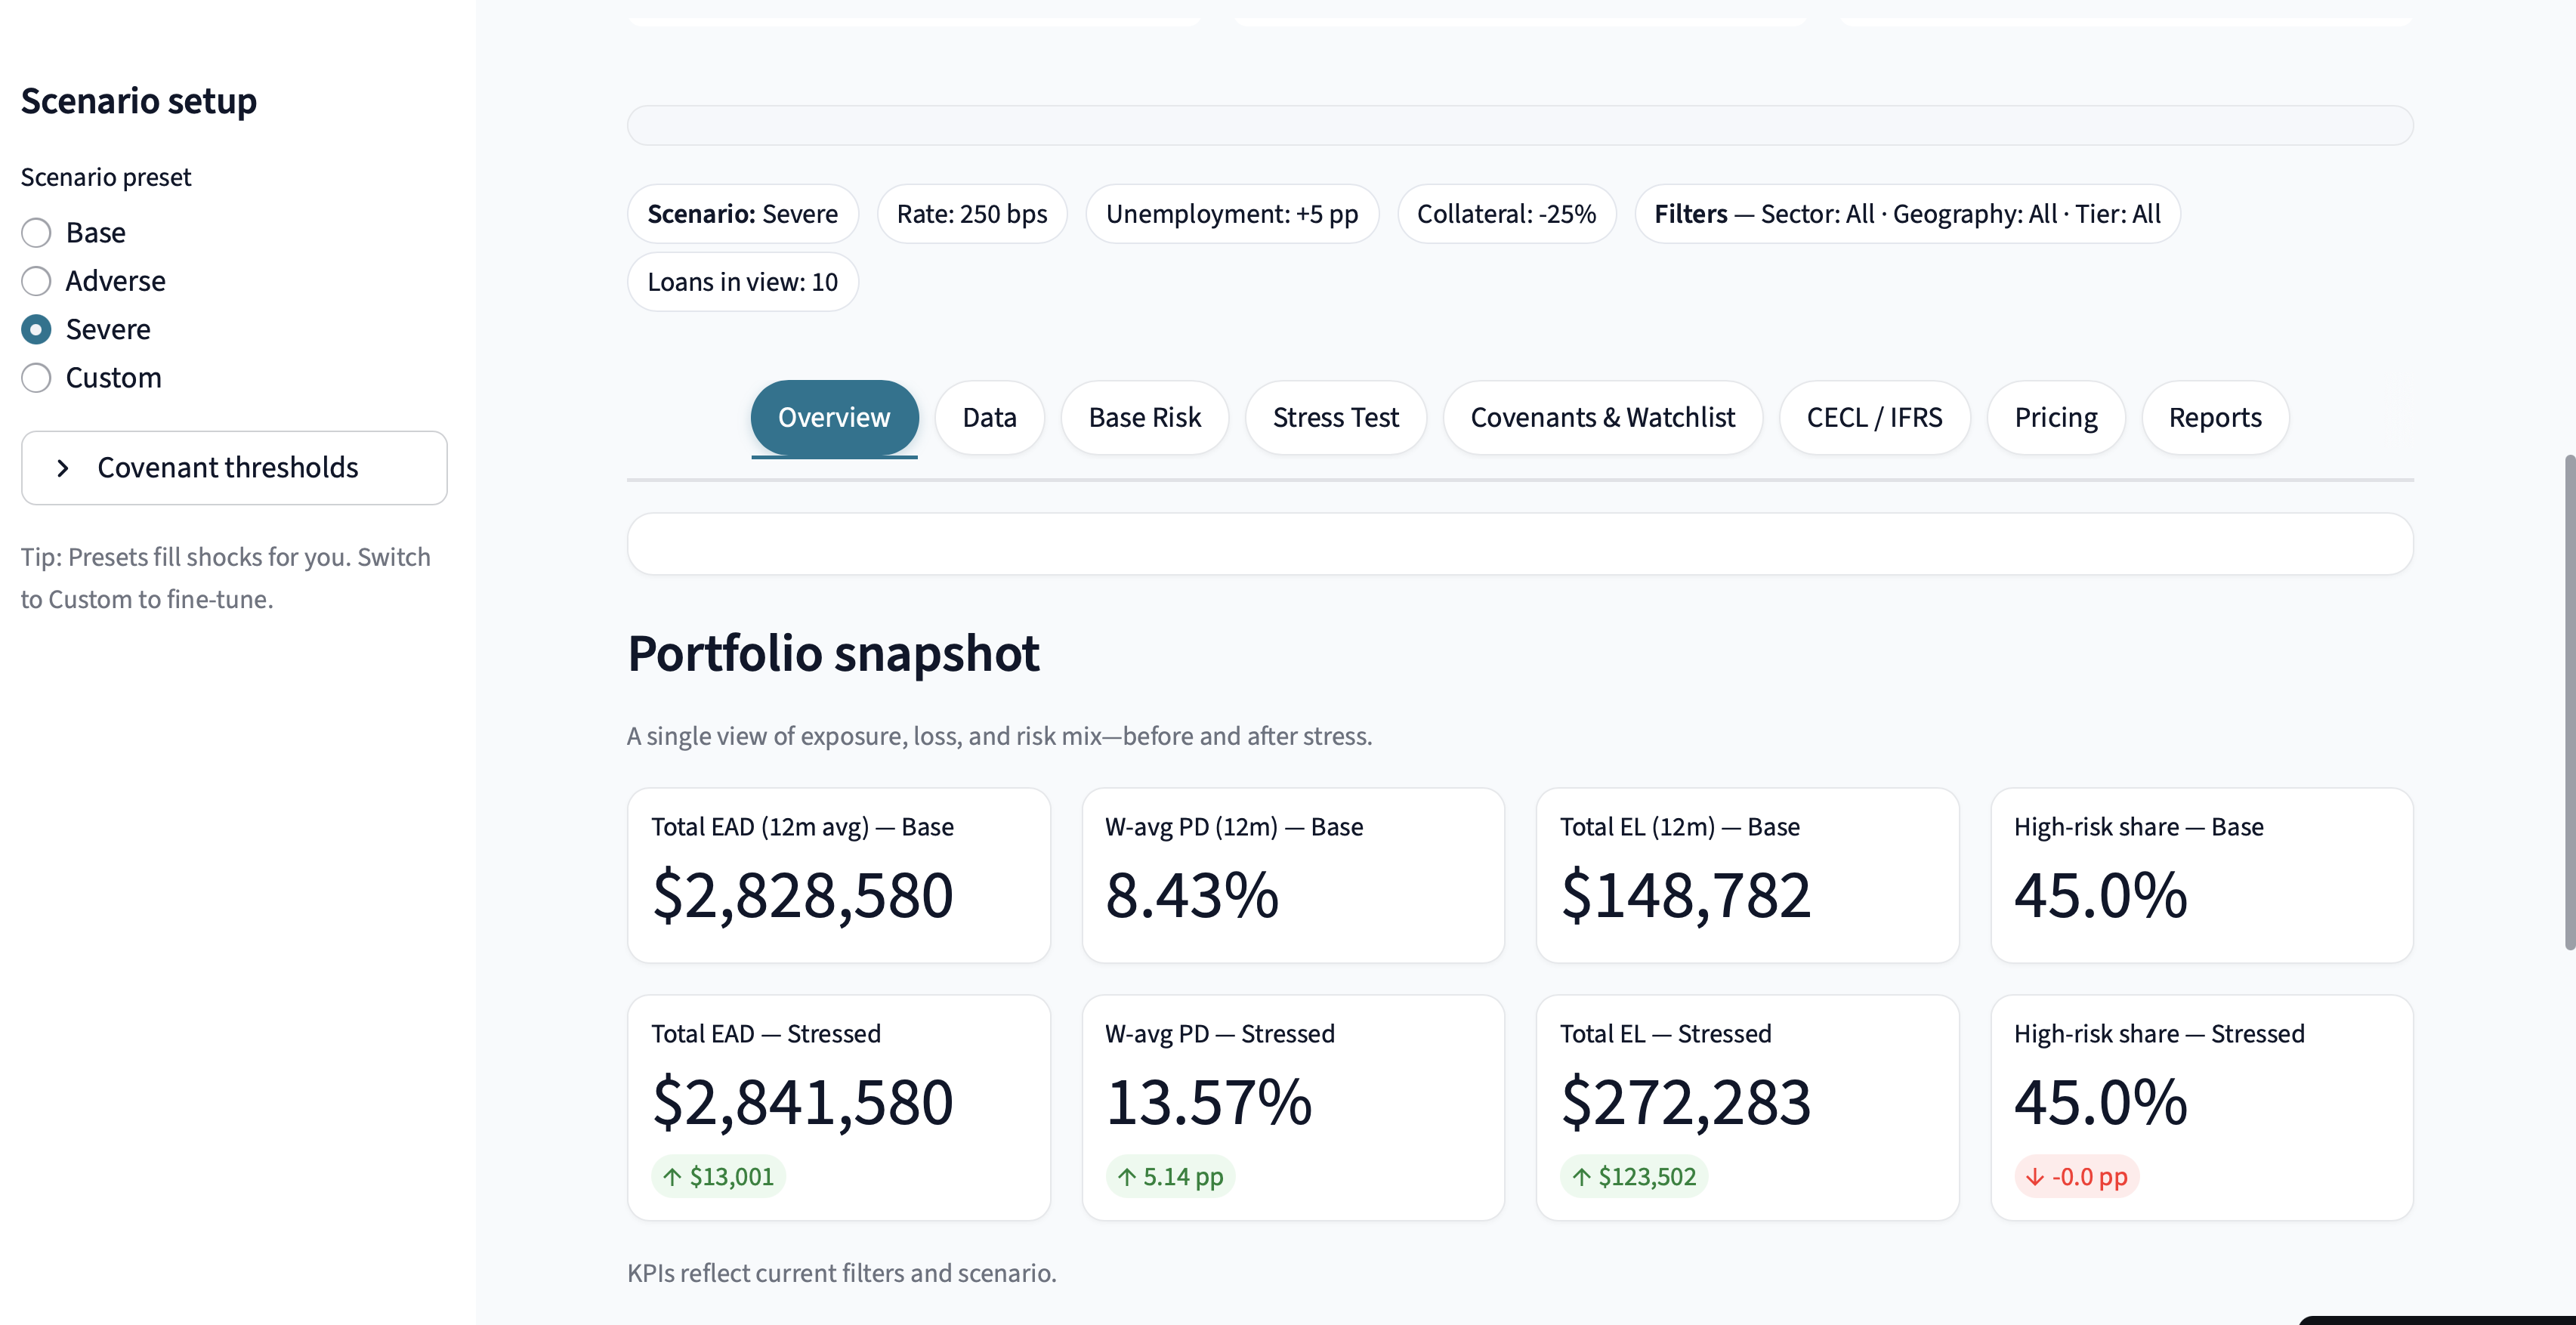 Scenario setup
Scenario preset
Base
Adverse
Severe
Custom
Covenant thresholds
Tip: Presets fill shocks for you. Switch
to Custom to fine-tune.
Scenario: Severe
Rate: 250 bps
Unemployment: +5 pp
Collateral: -25%
Filters — Sector: All · Geography: All · Tier: All
Loans in view: 10
Overview
Data
Base Risk
Stress Test
Covenants & Watchlist
CECL / IFRS
Pricing
Reports
Portfolio snapshot
A single view of exposure, loss, and risk mix—before and after stress.
Total EAD (12m avg) — Base
$2,828,580
W-avg PD (12m) — Base
8.43%
Total EL (12m) — Base
$148,782
High-risk share — Base
45.0%
Total EAD — Stressed
$2,841,580
↑ $13,001
W-avg PD — Stressed
13.57%
↑ 5.14 pp
Total EL — Stressed
$272,283
↑ $123,502
High-risk share — Stressed
45.0%
↓ -0.0 pp
KPIs reflect current filters and scenario.